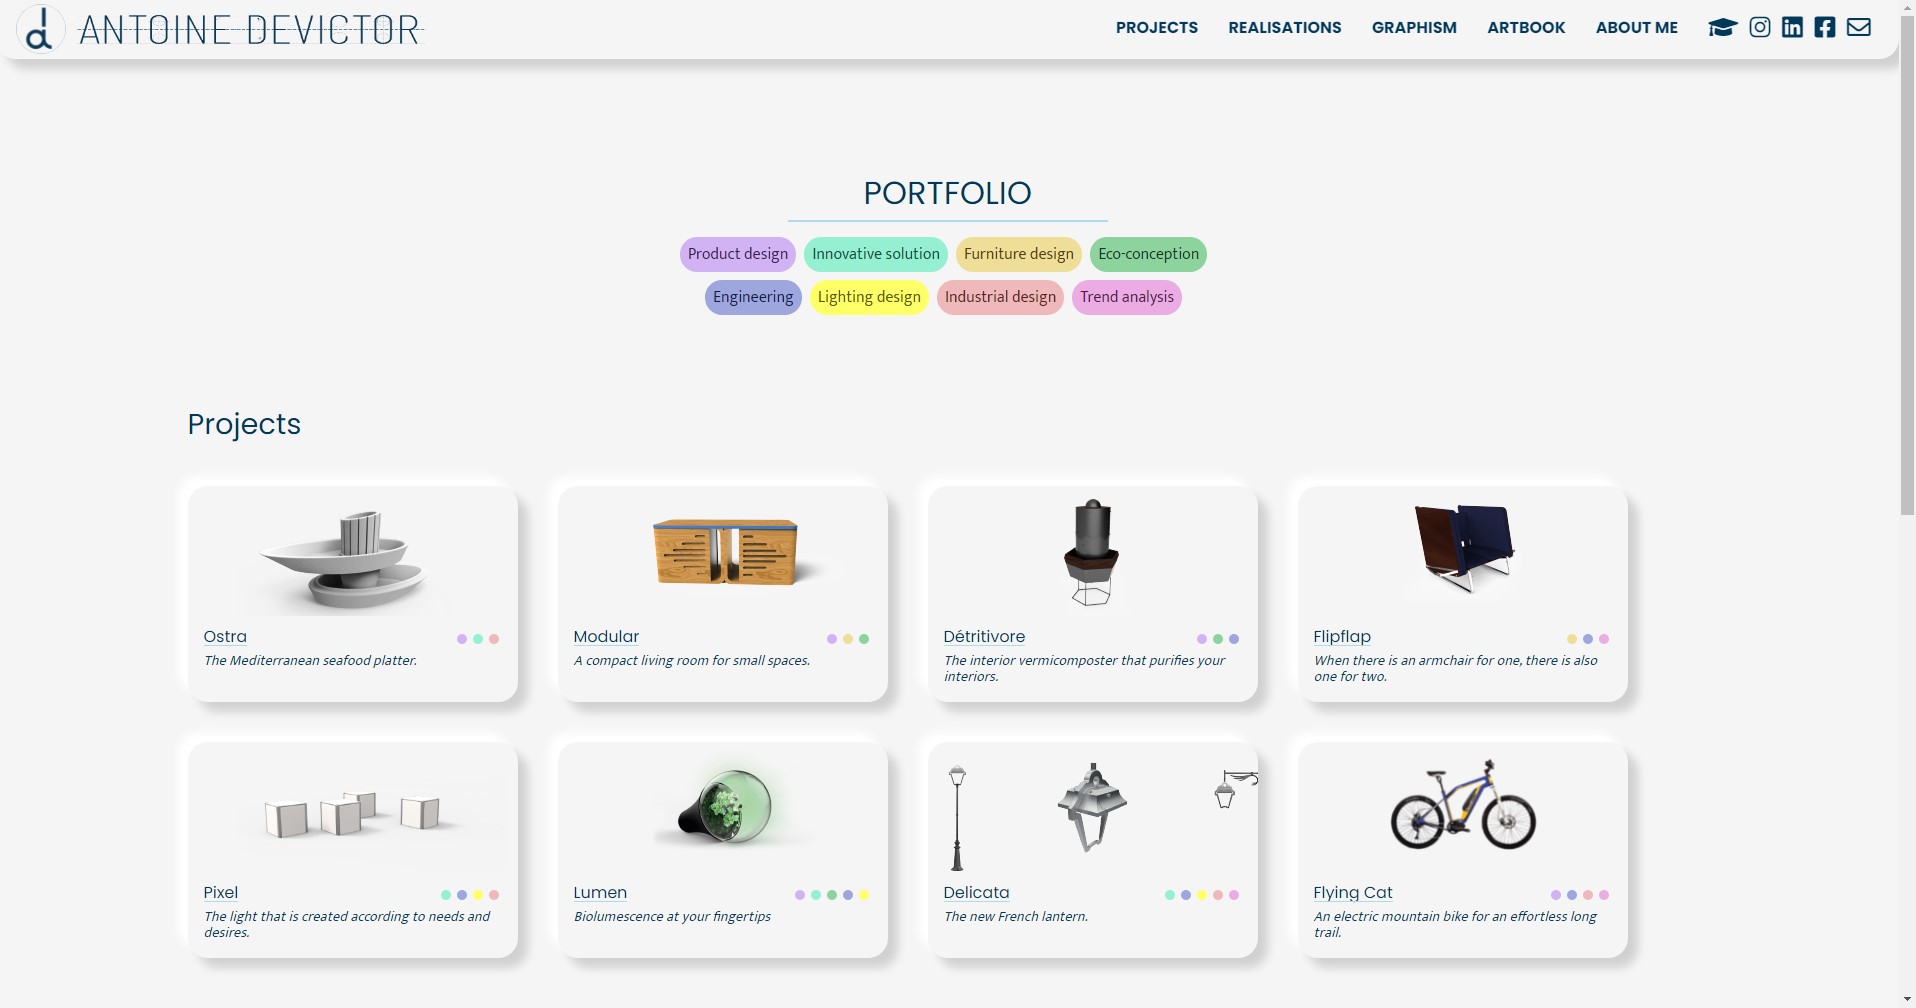 ANTOINE DEVICTOR
PROJECTS REALISATIONS GRAPHISM ARTBOOK ABOUT ME
PORTFOLIO
Product design Innovative solution Furniture design Eco-conception
Engineering Lighting design Industrial design Trend analysis
Projects
Ostra
The Mediterranean seafood platter.
Modular
A compact living room for small spaces.
Détritivore
The interior vermicomposter that purifies your
interiors.
Flipflap
When there is an armchair for one, there is also
one for two.
Pixel
The light that is created according to needs and
desires.
Lumen
Biolumescence at your fingertips
Delicata
The new French lantern.
Flying Cat
An electric mountain bike for an effortless long
trail.